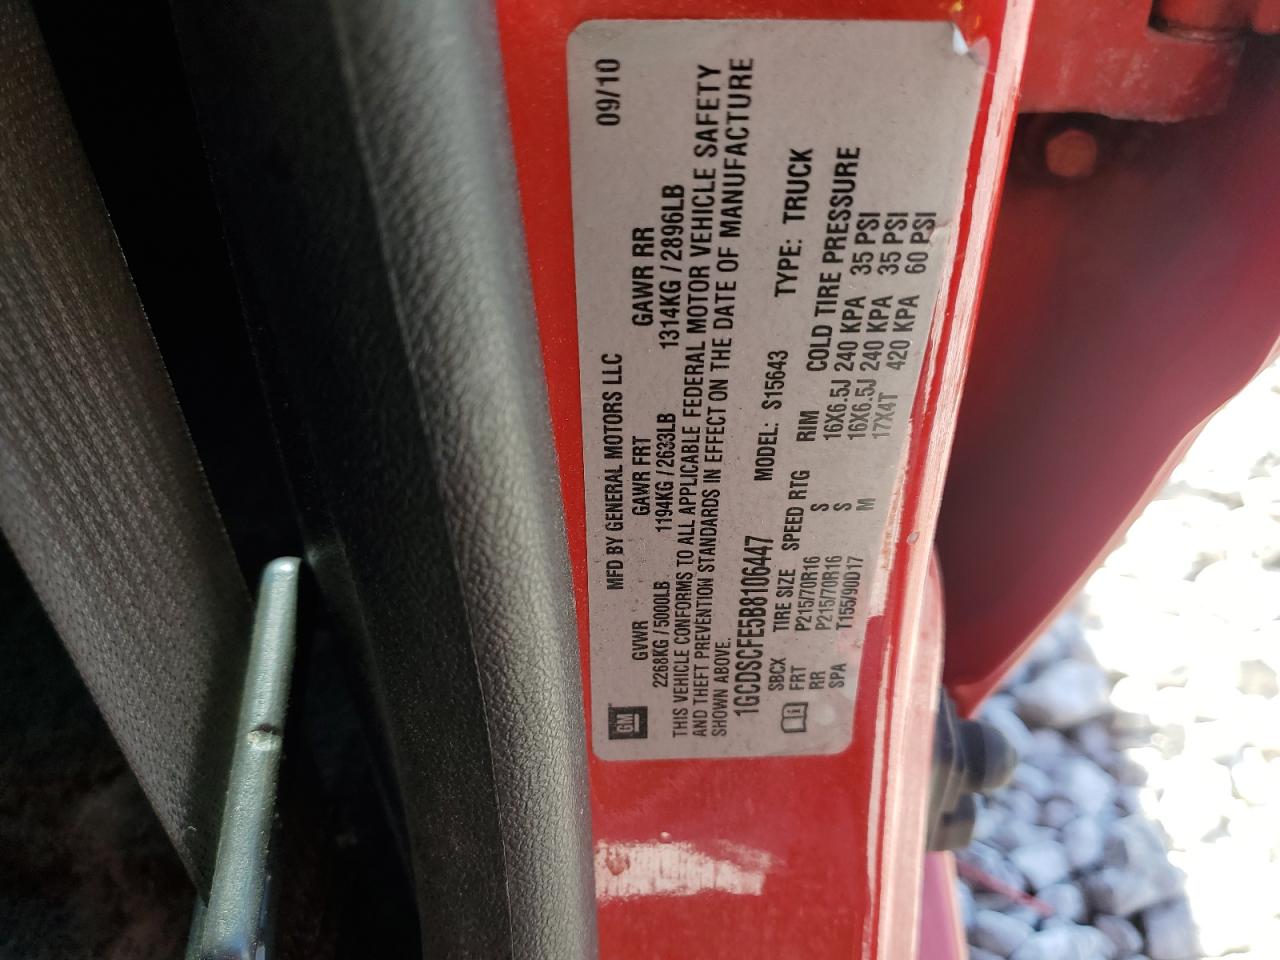 MFD BY GENERAL MOTORS LLC 09/10
GM
GVWR GAWR FRT GAWR RR
2268KG / 5000LB 1194KG / 2633LB 1314KG / 2896LB
THIS VEHICLE CONFORMS TO ALL APPLICABLE FEDERAL MOTOR VEHICLE SAFETY
AND THEFT PREVENTION STANDARDS IN EFFECT ON THE DATE OF MANUFACTURE
SHOWN ABOVE.
1GCDSCFE5B8106447 MODEL: S15643 TYPE: TRUCK
SBCX TIRE SIZE SPEED RTG RIM COLD TIRE PRESSURE
FRT P215/70R16 S 16X6.5J 240 KPA 35 PSI
RR P215/70R16 S 16X6.5J 240 KPA 35 PSI
SPA T155/90D17 M 17X4T 420 KPA 60 PSI